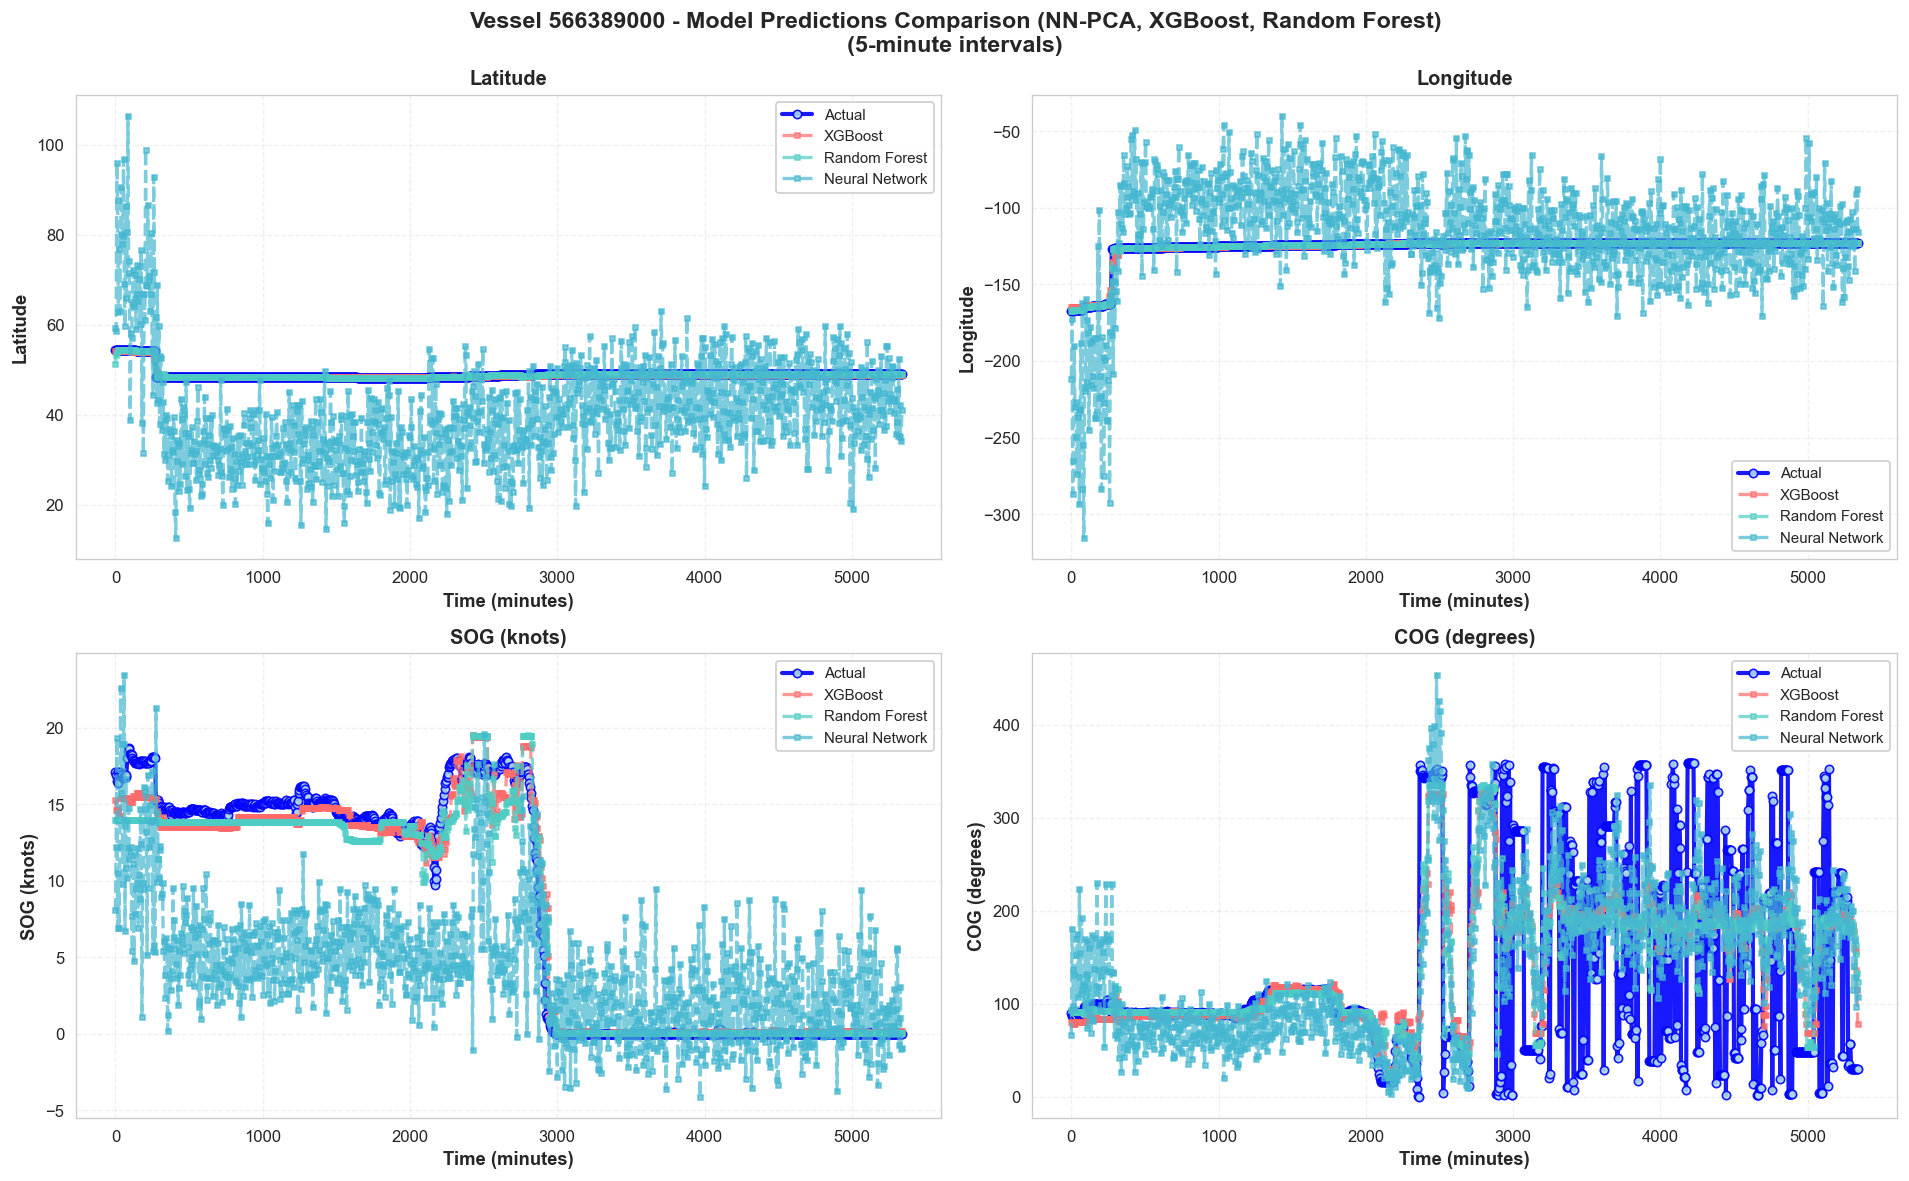 Vessel 566389000 - Model Predictions Comparison (NN-PCA, XGBoost, Random Forest)
(5-minute intervals)
Latitude
Latitude
100
80
60
40
20
0
1000
2000
3000
4000
5000
Time (minutes)
Actual
XGBoost
Random Forest
Neural Network
Longitude
Longitude
−50
−100
−150
−200
−250
−300
0
1000
2000
3000
4000
5000
Time (minutes)
Actual
XGBoost
Random Forest
Neural Network
SOG (knots)
SOG (knots)
20
15
10
5
0
−5
0
1000
2000
3000
4000
5000
Time (minutes)
Actual
XGBoost
Random Forest
Neural Network
COG (degrees)
COG (degrees)
400
300
200
100
0
0
1000
2000
3000
4000
5000
Time (minutes)
Actual
XGBoost
Random Forest
Neural Network